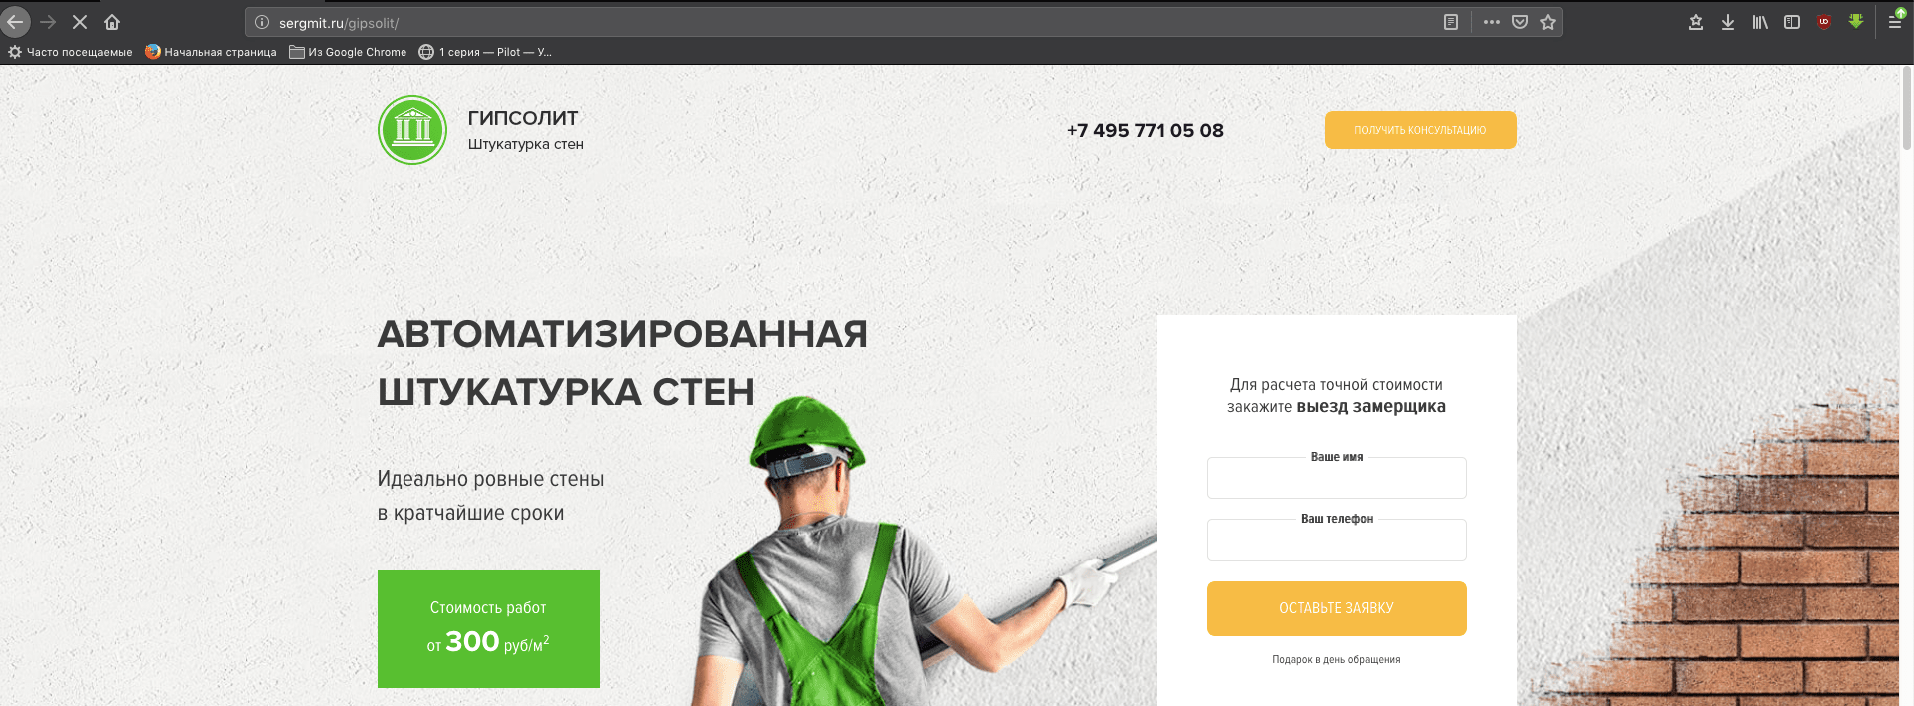 sergmit.ru/gipsolit/
Часто посещаемые
Начальная страница
Из Google Chrome
1 серия — Pilot — У...
ГИПСОЛИТ
Штукатурка стен
+7 495 771 05 08
ПОЛУЧИТЬ КОНСУЛЬТАЦИЮ
АВТОМАТИЗИРОВАННАЯ
ШТУКАТУРКА СТЕН
Идеально ровные стены
в кратчайшие сроки
Стоимость работ
от 300 руб/м²
Для расчета точной стоимости
закажите выезд замерщика
Ваше имя
Ваш телефон
ОСТАВЬТЕ ЗАЯВКУ
Подарок в день обращения